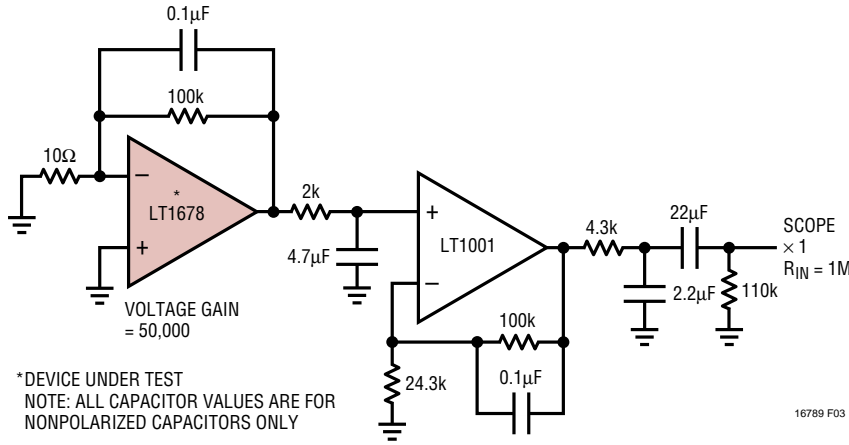 0.1µF
100k
10Ω
−
*
LT1678
+
2k
4.7µF
VOLTAGE GAIN
= 50,000
+
LT1001
−
4.3k
22µF
SCOPE
× 1
R_IN = 1M
2.2µF
110k
100k
24.3k
0.1µF
*DEVICE UNDER TEST
NOTE: ALL CAPACITOR VALUES ARE FOR
NONPOLARIZED CAPACITORS ONLY
16789 F03